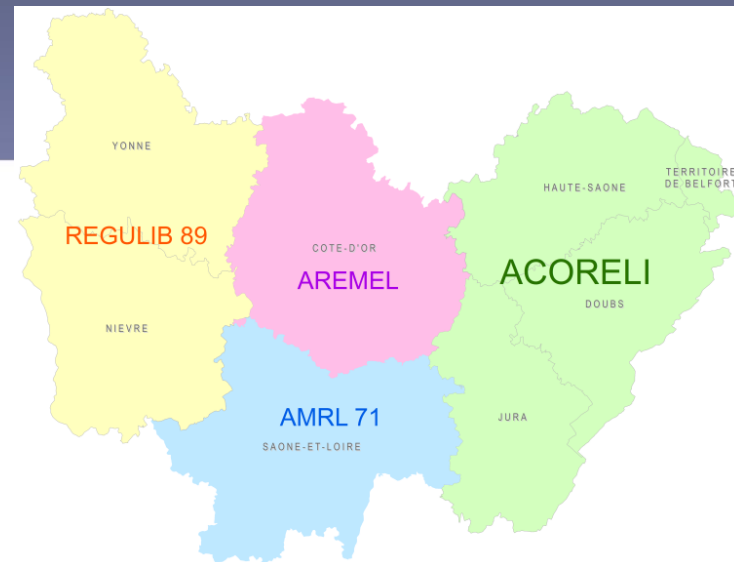 YONNE
TERRITOIRE
DE BELFORT
HAUTE-SAONE
REGULIB 89
COTE-D'OR
AREMEL
ACORELI
DOUBS
NIEVRE
AMRL 71
JURA
SAONE-ET-LOIRE